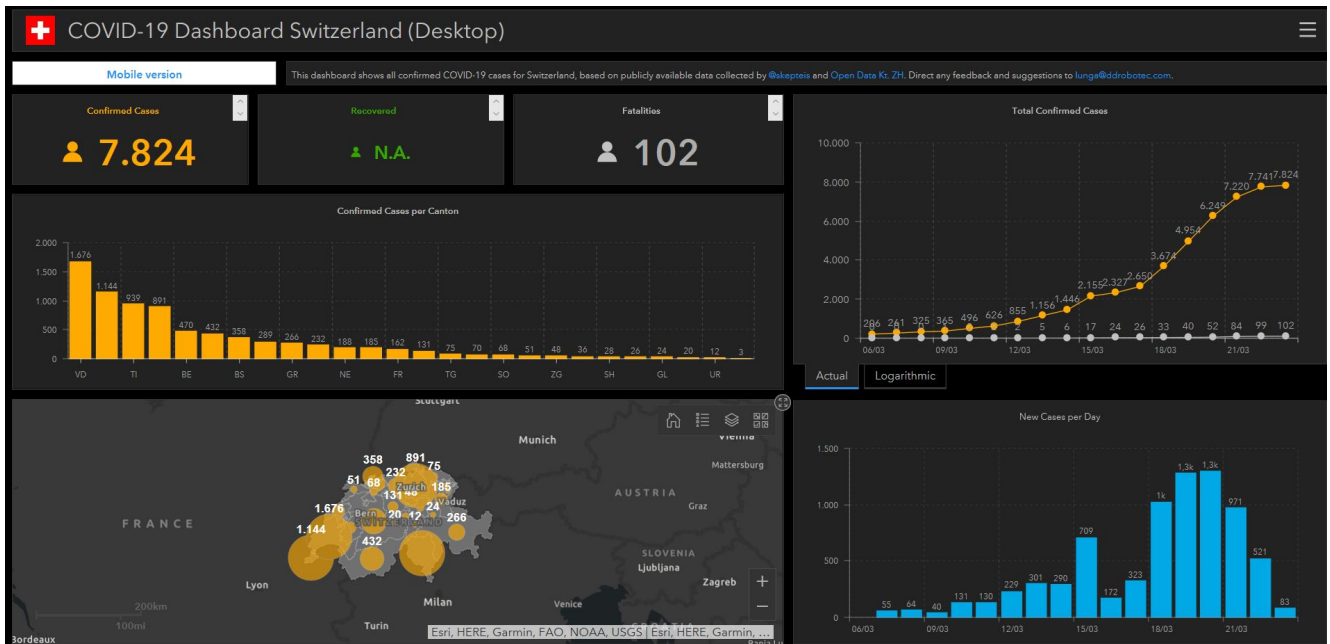 COVID-19 Dashboard Switzerland (Desktop)
Mobile version
This dashboard shows all confirmed COVID-19 cases for Switzerland, based on publicly available data collected by @skepteis and Open Data Kt. ZH. Direct any feedback and suggestions to lunga@ddrobotec.com.
Confirmed Cases
7.824
Recovered
N.A.
Fatalities
102
Confirmed Cases per Canton
2.000
1.500
1.000
500
0
1.676 1.144 939 891 470 432 358 289 266 232 188 185 162 131 75 70 68 51 48 36 28 26 24 20 12 3
VD TI BE BS GR NE FR TG SO ZG SH GL UR
Total Confirmed Cases
10.000
8.000
6.000
4.000
2.000
0
261 325 365 496 626 855 1.156 1.446 2.155 2.327 2.650 3.674 4.954 6.249 7.220 7.741 7.824
2 5 6 17 24 26 33 40 52 84 99 102
06/03 09/03 12/03 15/03 18/03 21/03
Actual Logarithmic
Stuttgart
Munich
Vienna
Mattersburg
AUSTRIA
Graz
FRANCE
358 891 75
51 68 232 Zurich 185
131 48 Vaduz
1.676 Bern 20 12 24
SWITZERLAND 266
1.144
432
SLOVENIA
Ljubljana
Lyon
Zagreb
+
−
Milan
Venice
200km
100mi
Turin
CROATIA
Bordeaux
Esri, HERE, Garmin, FAO, NOAA, USGS | Esri, HERE, Garmin, ...
New Cases per Day
1.500
1.000
500
0
55 64 40 131 130 229 301 290 709 172 323 1k 1,3k 1,3k 971 521 83
06/03 09/03 12/03 15/03 18/03 21/03